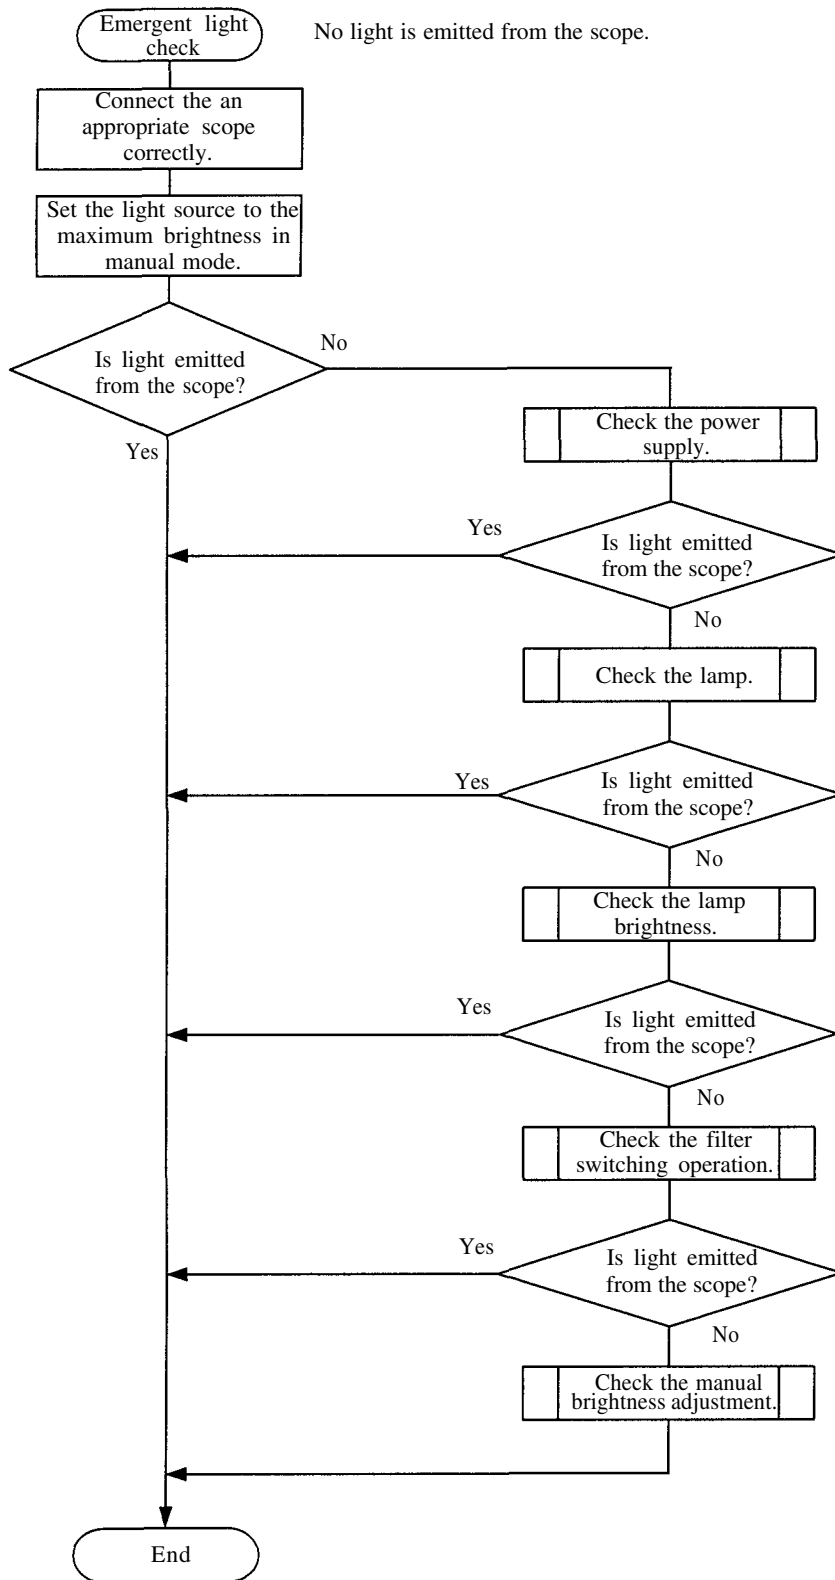 Emergent light
check
No light is emitted from the scope.
Connect the an
appropriate scope
correctly.
Set the light source to the
maximum brightness in
manual mode.
Is light emitted
from the scope?
No
Yes
Check the power
supply.
Is light emitted
from the scope?
Yes
No
Check the lamp.
Is light emitted
from the scope?
Yes
No
Check the lamp
brightness.
Is light emitted
from the scope?
Yes
No
Check the filter
switching operation.
Is light emitted
from the scope?
Yes
No
Check the manual
brightness adjustment.
End